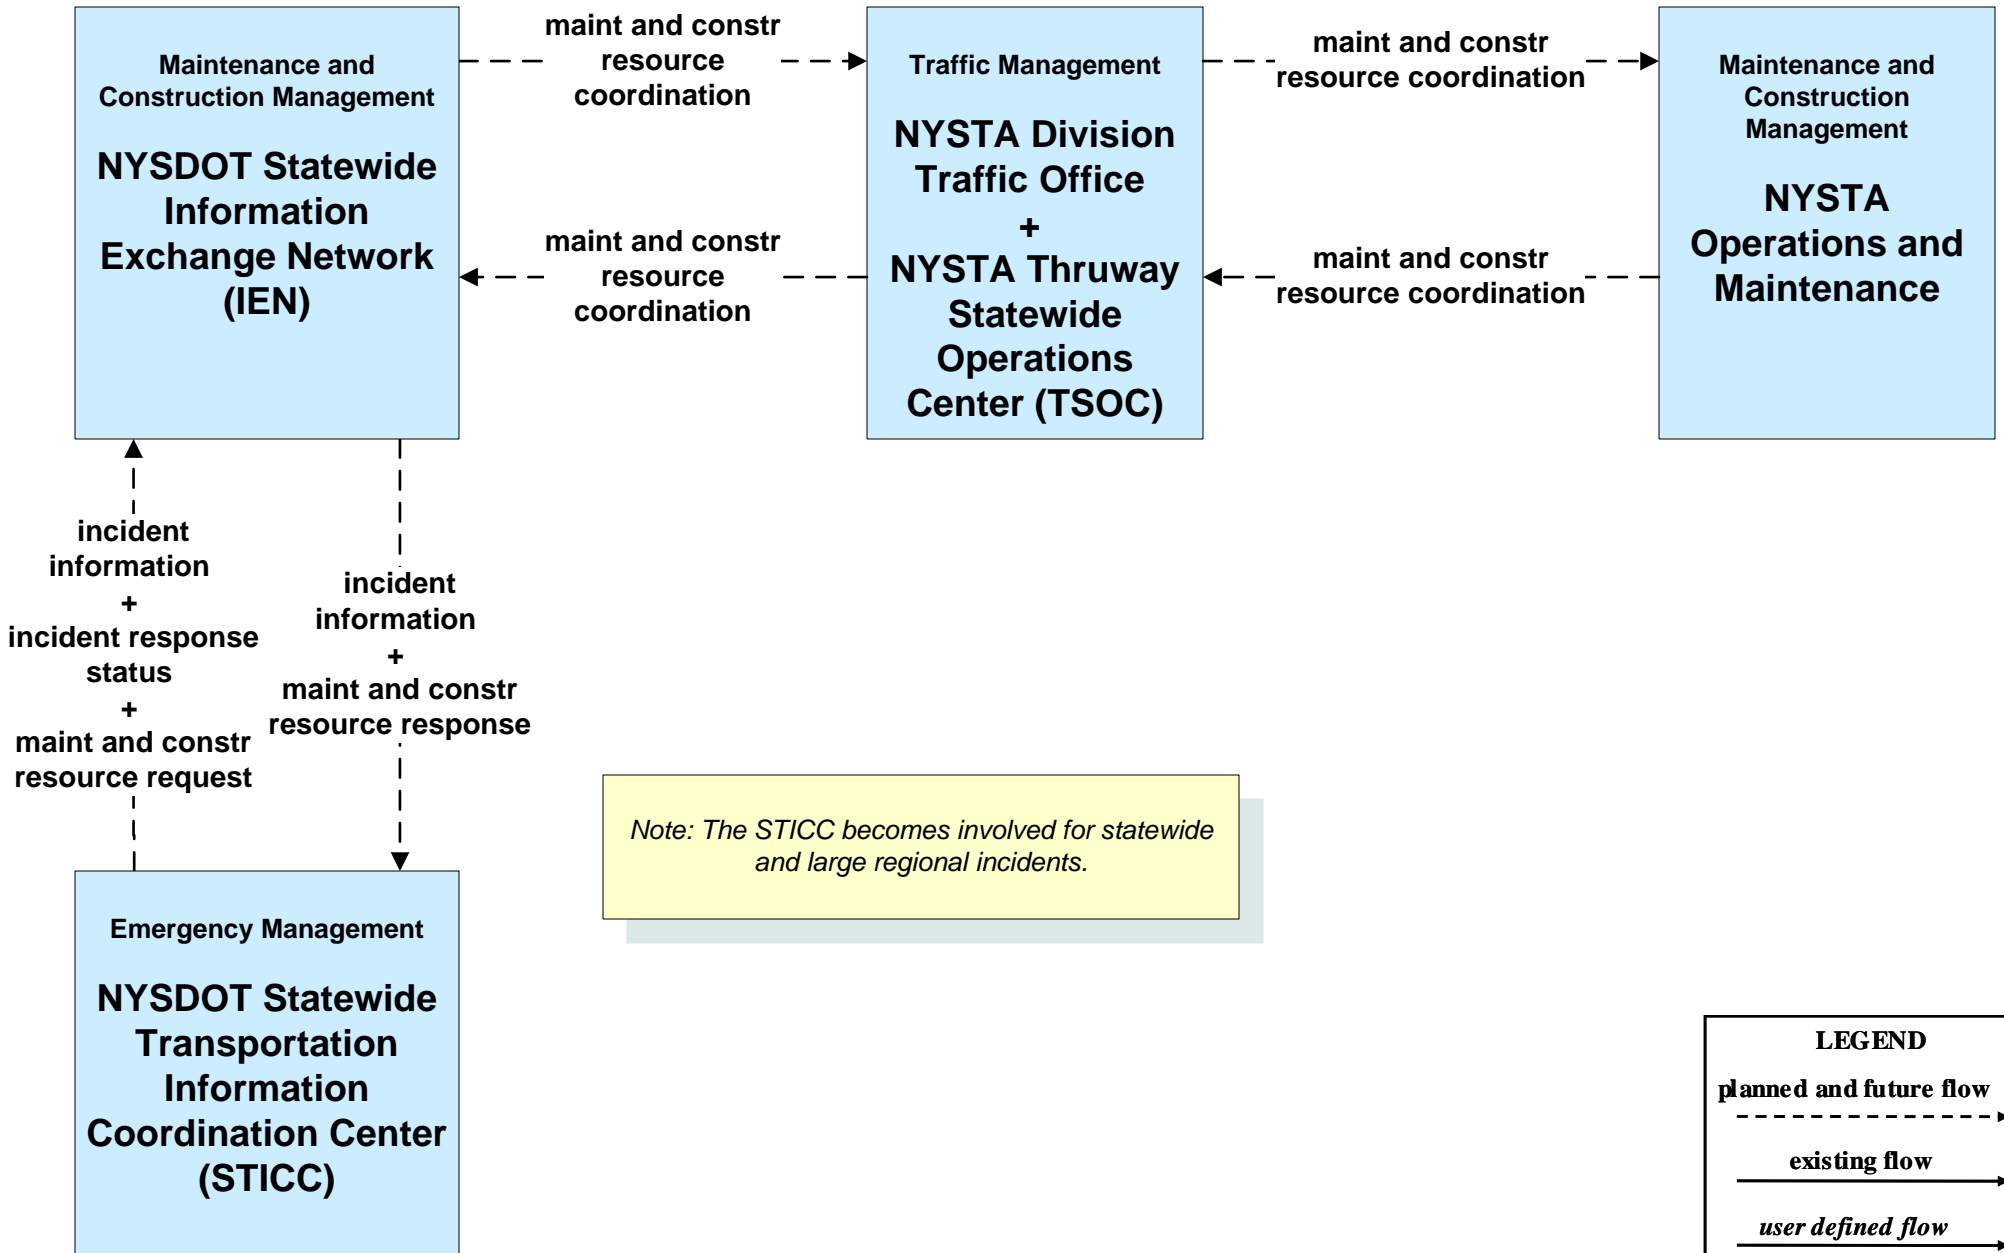 Maintenance and
Construction Management
NYSDOT Statewide
Information
Exchange Network
(IEN)
maint and constr
resource
coordination
maint and constr
resource
coordination
Traffic Management
NYSTA Division
Traffic Office
+
NYSTA Thruway
Statewide
Operations
Center (TSOC)
maint and constr
resource coordination
maint and constr
resource coordination
Maintenance and
Construction
Management
NYSTA
Operations and
Maintenance
incident
information
+
incident response
status
+
maint and constr
resource request
incident
information
+
maint and constr
resource response
Note: The STICC becomes involved for statewide
and large regional incidents.
Emergency Management
NYSDOT Statewide
Transportation
Information
Coordination Center
(STICC)
LEGEND
planned and future flow
existing flow
user defined flow